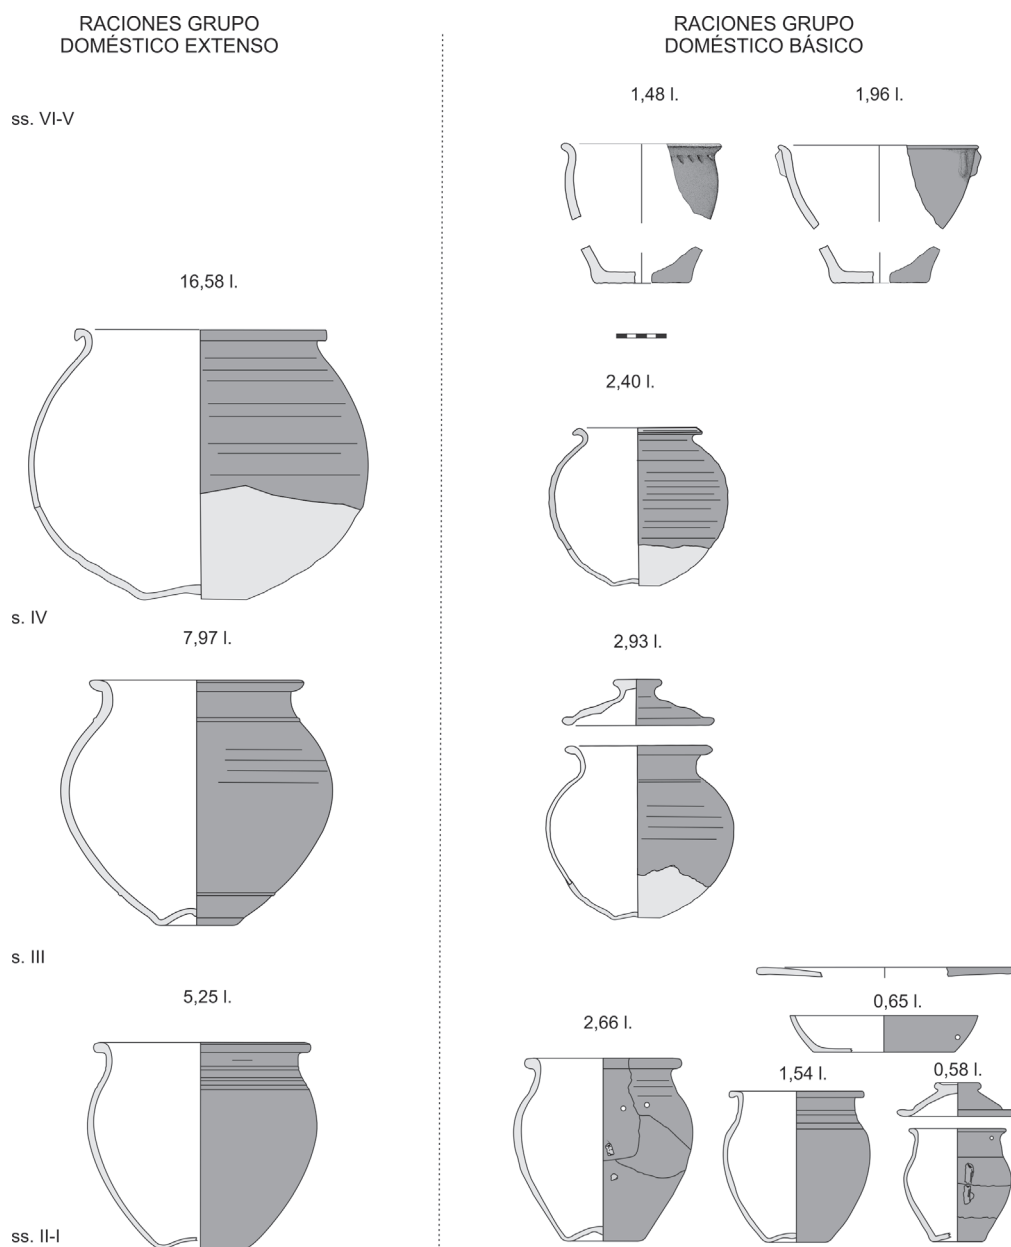 RACIONES GRUPO
DOMÉSTICO EXTENSO
RACIONES GRUPO
DOMÉSTICO BÁSICO
ss. VI-V
1,48 l.
1,96 l.
16,58 l.
2,40 l.
s. IV
7,97 l.
2,93 l.
s. III
5,25 l.
2,66 l.
0,65 l.
1,54 l.
0,58 l.
ss. II-I